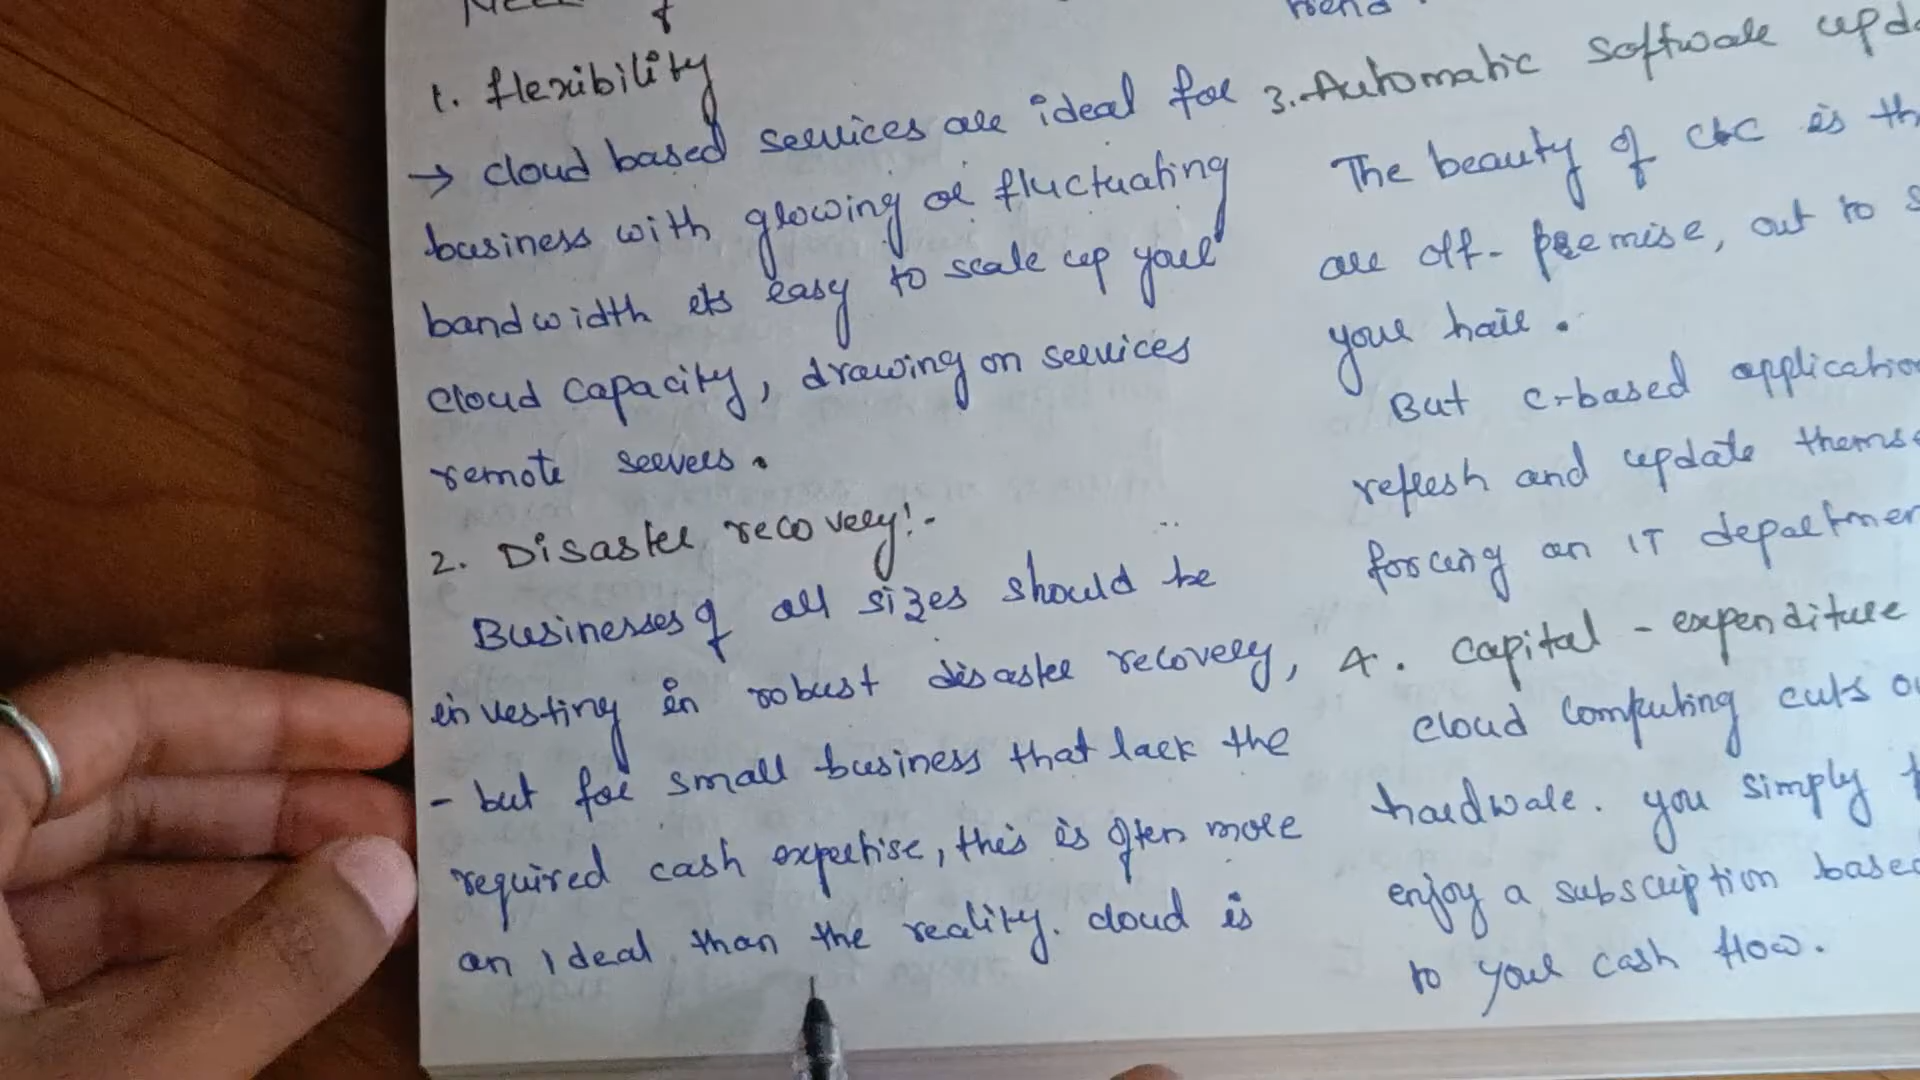 1. flexibility
→ cloud based services are ideal for
business with growing or fluctuating
bandwidth its easy to scale up your
cloud capacity, drawing on services
remote servers.
2. Disaster recovery:-
Businesses of all sizes should be
investing in robust disaster recovery,
- but for small business that lack the
required cash expertise, this is often more
an ideal than the reality. cloud is
3. Automatic software
The beauty of is
are off-premise, out to
your hair.
But c-based
refresh and update
forcing an IT
4. Capital - expenditure
cloud computing cuts
hardware. you simply
enjoy a subscription based
to your cash flow.